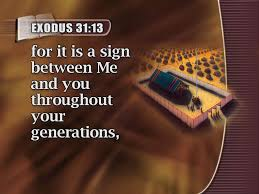 EXODUS 31:13
for it is a sign
between Me
and you
throughout
your
generations,